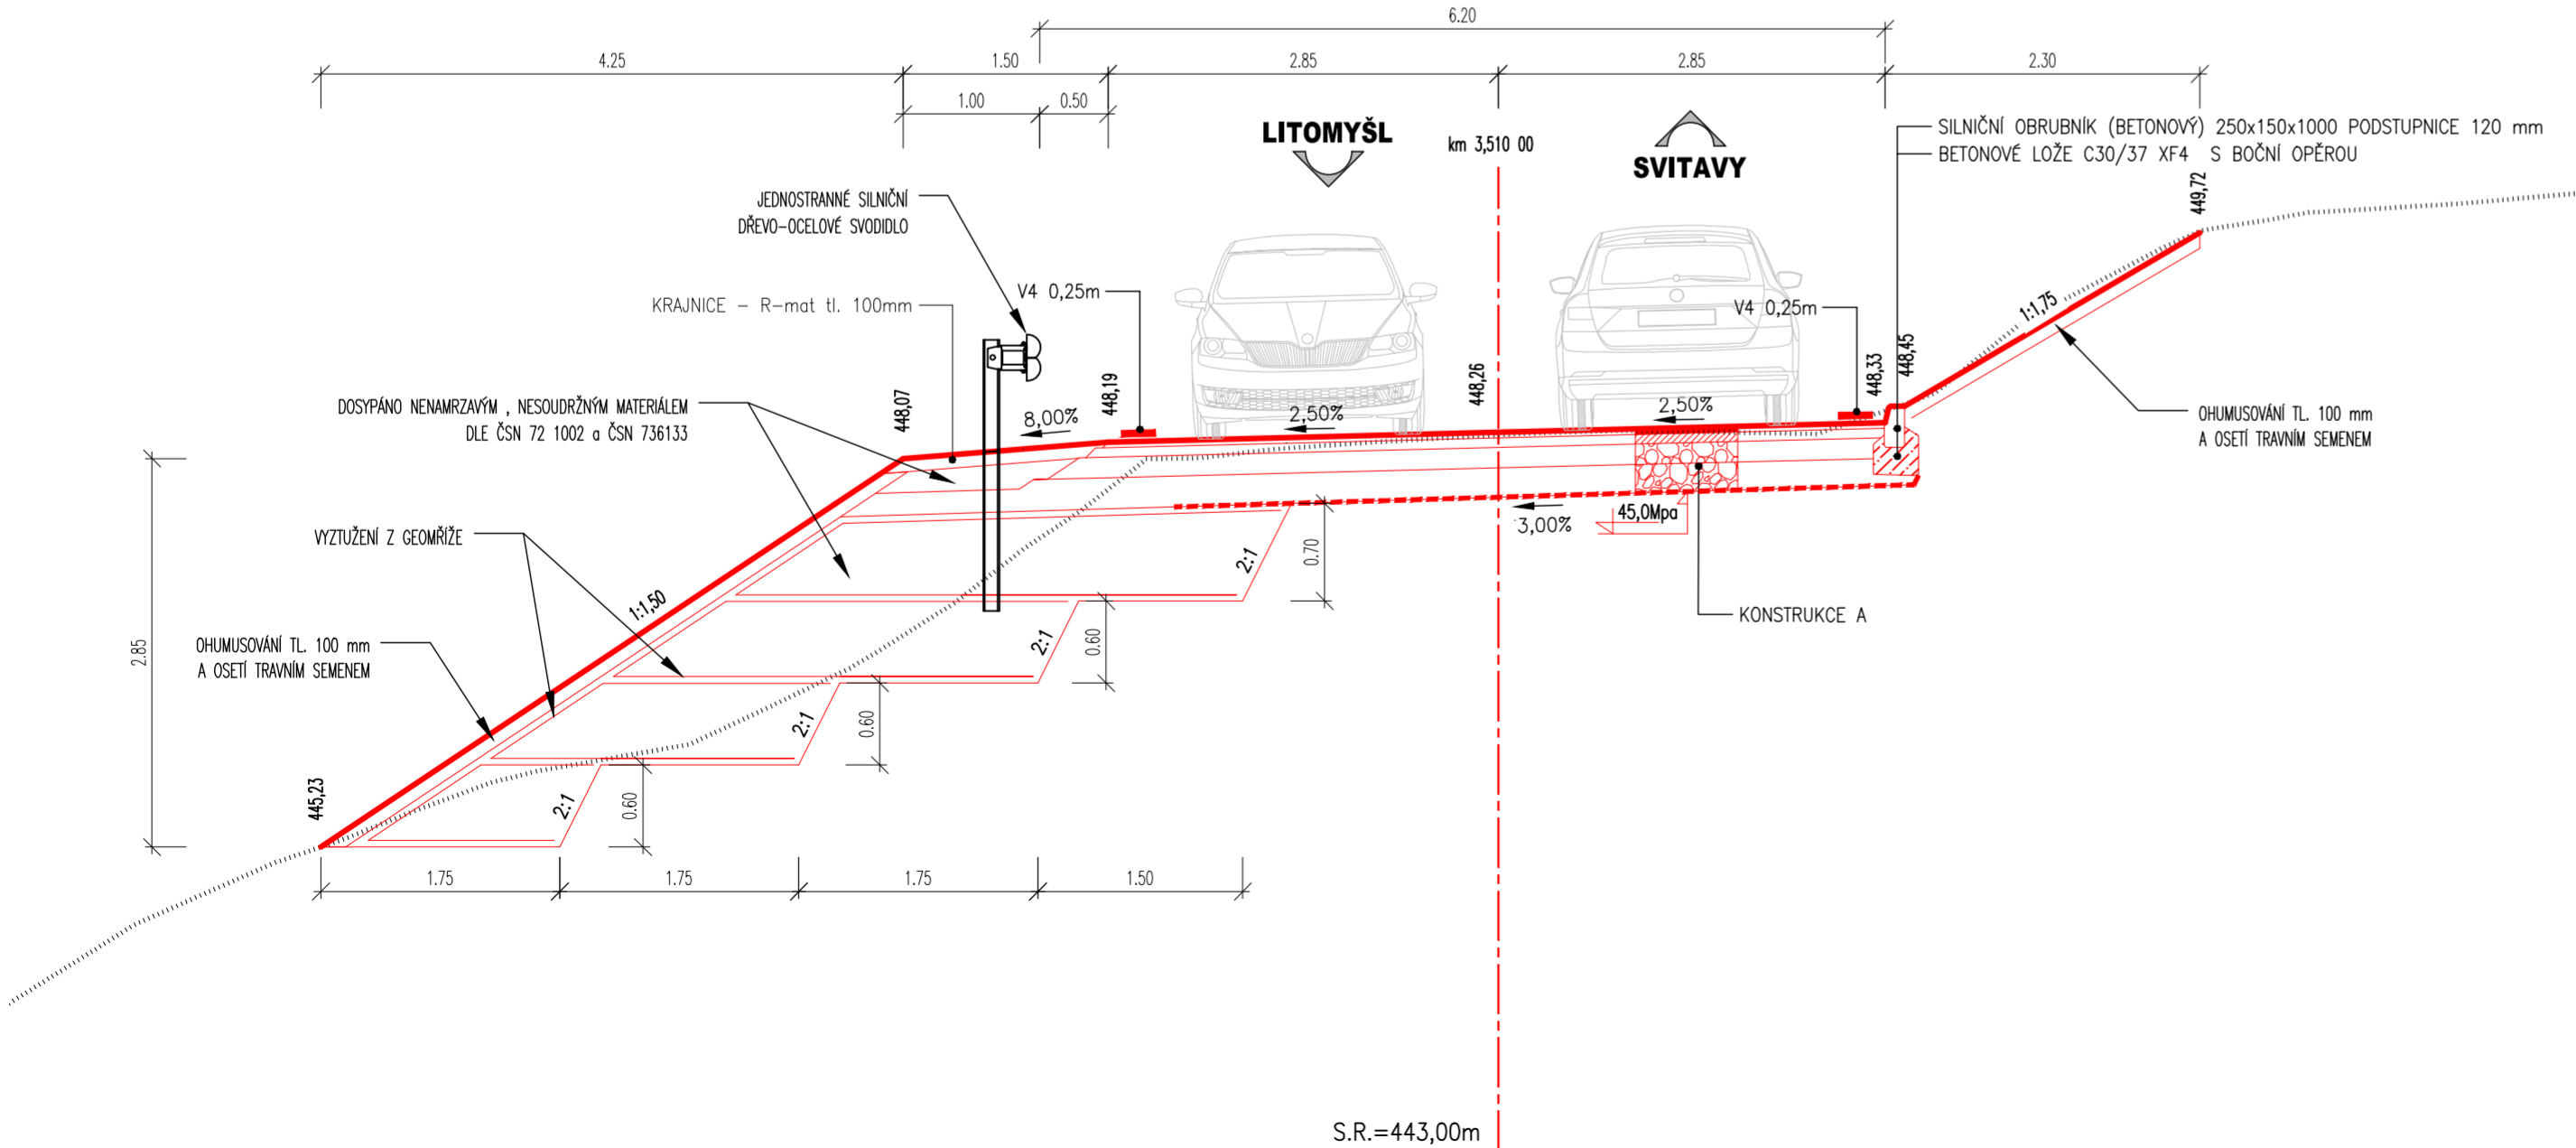 6.20
4.25
1.50
2.85
2.85
2.30
1.00
0.50
LITOMYŠL
km 3,510 00
SVITAVY
SILNIČNÍ OBRUBNÍK (BETONOVÝ) 250x150x1000 PODSTUPNICE 120 mm
BETONOVÉ LOŽE C30/37 XF4 S BOČNÍ OPĚROU
449,72
JEDNOSTRANNÉ SILNIČNÍ
DŘEVO-OCELOVÉ SVODIDLO
V4 0,25m
KRAJNICE - R-mat tl. 100mm
V4 0,25m
1:1,75
448,33
448,45
448,26
448,19
448,07
DOSYPÁNO NENAMRZAVÝM , NESOUDRŽNÝM MATERIÁLEM
DLE ČSN 72 1002 a ČSN 736133
8,00%
2,50%
2,50%
OHUMUSOVÁNÍ TL. 100 mm
A OSETÍ TRAVNÍM SEMENEM
45,0Mpa
3,00%
VYZTUŽENÍ Z GEOMŘÍŽE
2:1
0.70
1:1,50
KONSTRUKCE A
2.85
OHUMUSOVÁNÍ TL. 100 mm
A OSETÍ TRAVNÍM SEMENEM
2:1
0.60
2:1
0.60
445,23
2:1
0.60
1.75
1.75
1.75
1.50
S.R.=443,00m